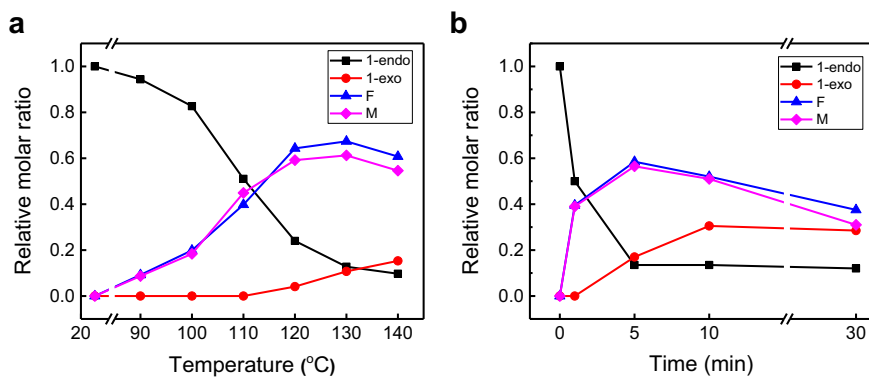 a
Relative molar ratio
1.0
0.8
0.6
0.4
0.2
0.0
20 90 100 110 120 130 140
Temperature (°C)
1-endo
1-exo
F
M
b
Relative molar ratio
1.0
0.8
0.6
0.4
0.2
0.0
0 5 10 30
Time (min)
1-endo
1-exo
F
M